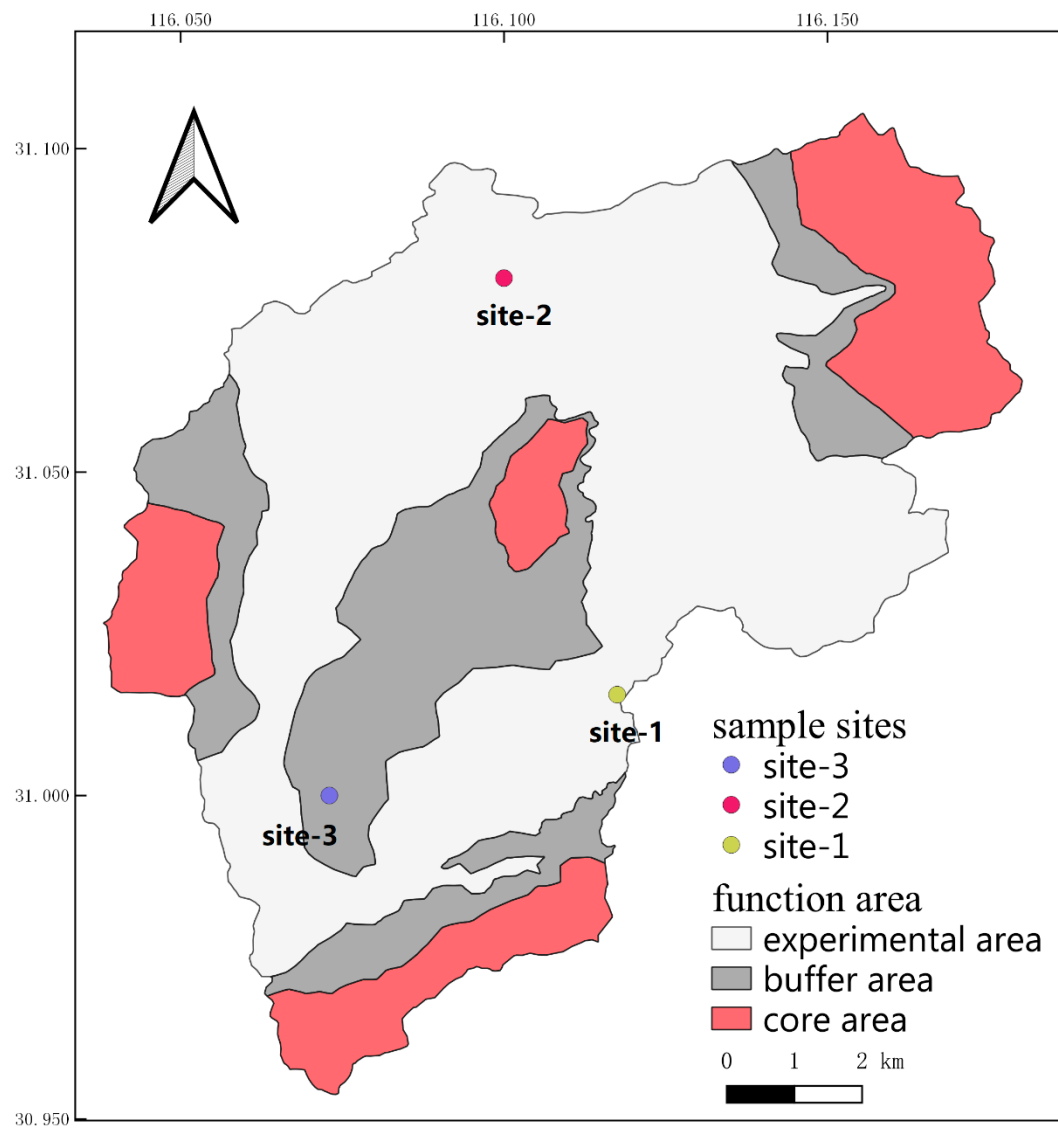 116.050 116.100 116.150
31.100
site-2
31.050
site-1
31.000
site-3
sample sites
site-3
site-2
site-1
function area
experimental area
buffer area
core area
0 1 2 km
30.950